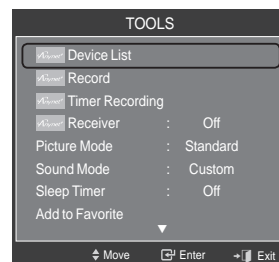 TOOLS
Device List
Record
Timer Recording
Receiver : Off
Picture Mode : Standard
Sound Mode : Custom
Sleep Timer : Off
Add to Favorite
Move Enter Exit